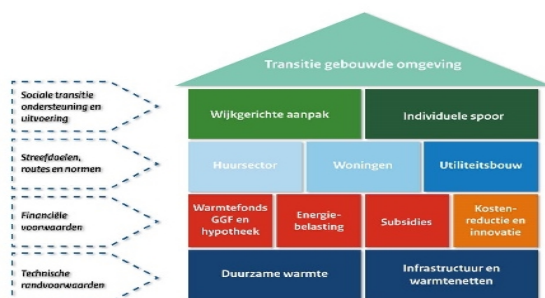 Transitie gebouwde omgeving
Sociale transitie
ondersteuning en
uitvoering
Wijkgerichte aanpak
Individuele spoor
Streefdoelen,
routes en normen
Huursector
Woningen
Utiliteitsbouw
Financiële
voorwaarden
Warmtefonds
GGF en
hypotheek
Energie-
belasting
Subsidies
Kosten-
reductie en
innovatie
Technische
randvoorwaarden
Duurzame warmte
Infrastructuur en
warmtenetten